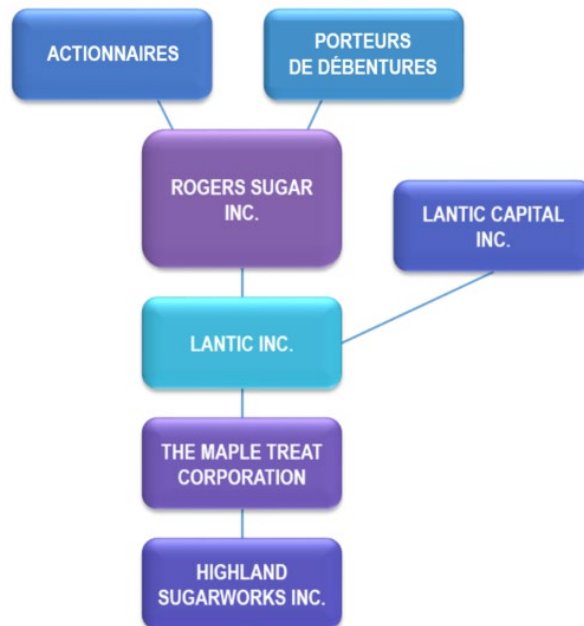 ACTIONNAIRES
PORTEURS
DE DÉBENTURES
ROGERS SUGAR
INC.
LANTIC CAPITAL
INC.
LANTIC INC.
THE MAPLE TREAT
CORPORATION
HIGHLAND
SUGARWORKS INC.